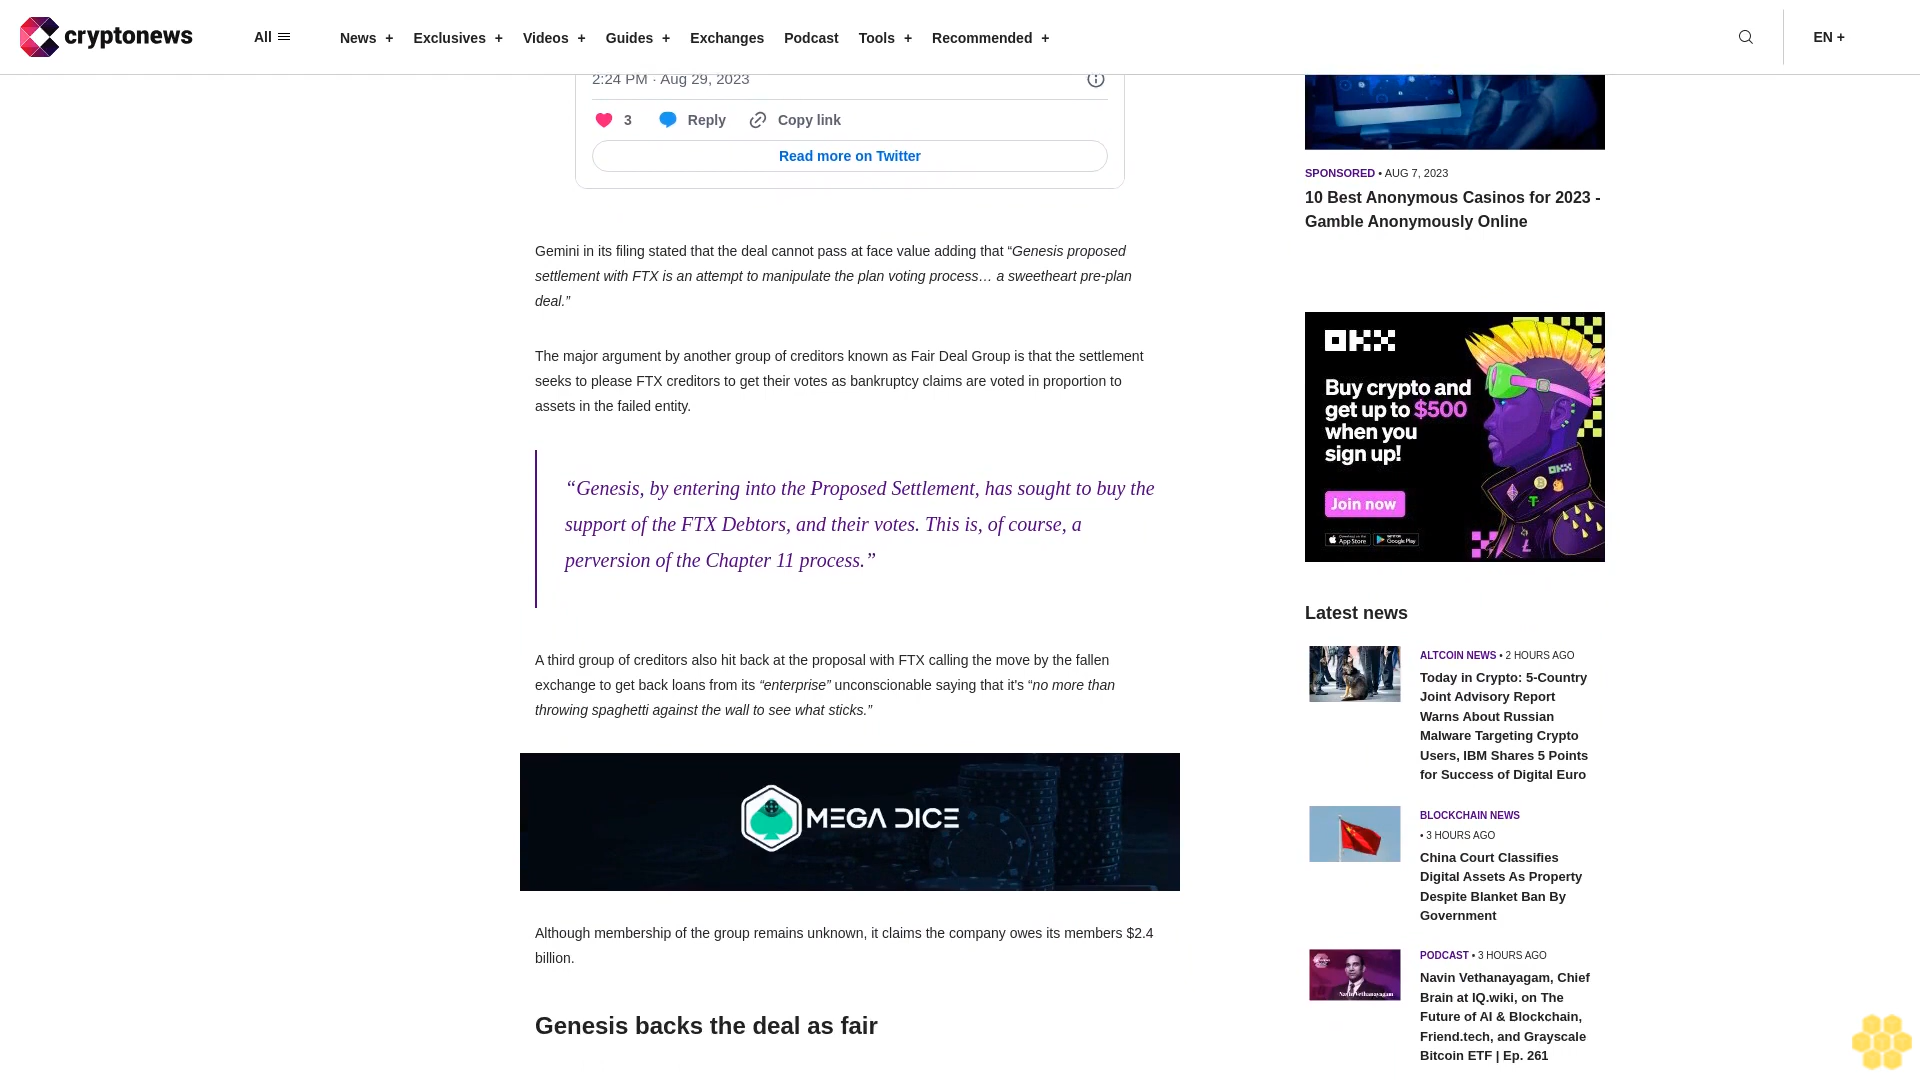 cryptonews
All
News +
Exclusives +
Videos +
Guides +
Exchanges
Podcast
Tools +
Recommended +
EN +
2:24 PM · Aug 29, 2023
3
Reply
Copy link
Read more on Twitter
Gemini in its filing stated that the deal cannot pass at face value adding that “Genesis proposed
settlement with FTX is an attempt to manipulate the plan voting process… a sweetheart pre-plan
deal.”
The major argument by another group of creditors known as Fair Deal Group is that the settlement
seeks to please FTX creditors to get their votes as bankruptcy claims are voted in proportion to
assets in the failed entity.
“Genesis, by entering into the Proposed Settlement, has sought to buy the
support of the FTX Debtors, and their votes. This is, of course, a
perversion of the Chapter 11 process.”
A third group of creditors also hit back at the proposal with FTX calling the move by the fallen
exchange to get back loans from its “enterprise” unconscionable saying that it's “no more than
throwing spaghetti against the wall to see what sticks.”
MEGA DICE
Although membership of the group remains unknown, it claims the company owes its members $2.4
billion.
Genesis backs the deal as fair
SPONSORED • AUG 7, 2023
10 Best Anonymous Casinos for 2023 -
Gamble Anonymously Online
OKX
Buy crypto and
get up to $500
when you
sign up!
OKX
Join now
App Store
Google Play
Latest news
ALTCOIN NEWS • 2 HOURS AGO
Today in Crypto: 5-Country
Joint Advisory Report
Warns About Russian
Malware Targeting Crypto
Users, IBM Shares 5 Points
for Success of Digital Euro
BLOCKCHAIN NEWS
• 3 HOURS AGO
China Court Classifies
Digital Assets As Property
Despite Blanket Ban By
Government
PODCAST • 3 HOURS AGO
Navin Vethanayagam, Chief
Brain at IQ.wiki, on The
Future of AI & Blockchain,
Friend.tech, and Grayscale
Bitcoin ETF | Ep. 261
Navin Vethanayagam